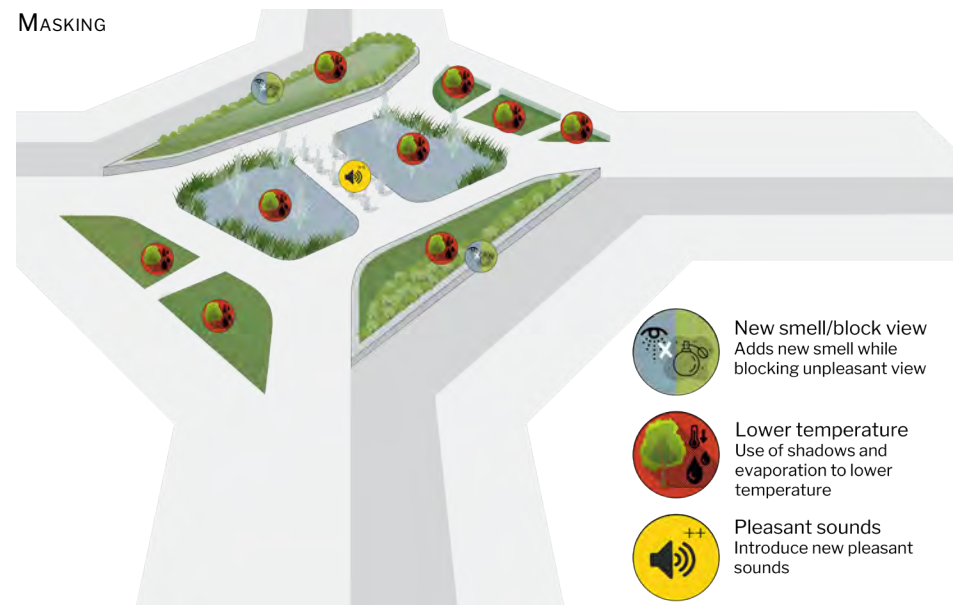 MASKING
New smell/block view
Adds new smell while
blocking unpleasant view
Lower temperature
Use of shadows and
evaporation to lower
temperature
++
++
Pleasant sounds
Introduce new pleasant
sounds